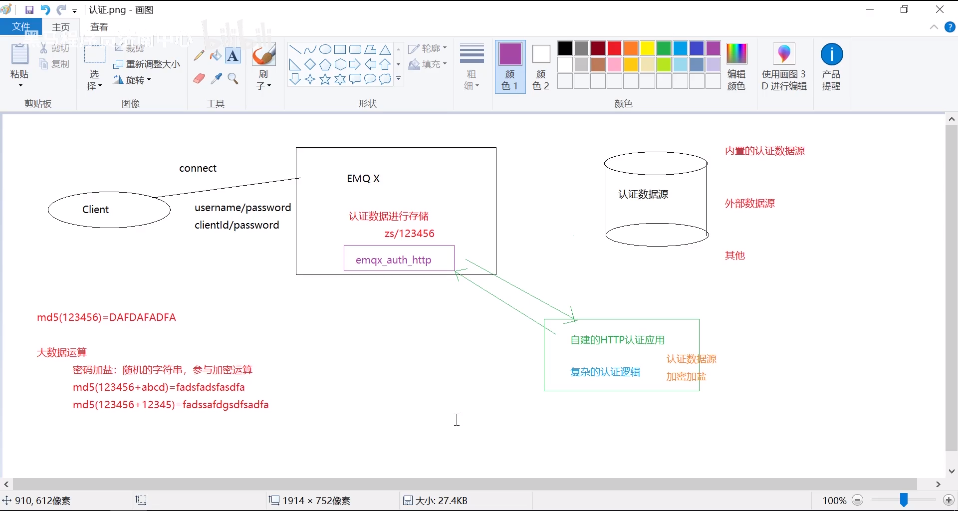 认证.png - 画图
文件
主页
查看
粘贴
剪切
复制
剪贴板
选
择
裁剪
重新调整大小
旋转
图像
A
工具
刷
子
形状
轮廓
填充
粗
细
颜
色 1
颜
色 2
编辑
颜色
颜色
使用画图 3
D 进行编辑
产品
提醒
connect
Client
username/password
clientId/password
EMQ X
认证数据进行存储
zs/123456
emqx_auth_http
认证数据源
内置的认证数据源
外部数据源
其他
自建的HTTP认证应用
复杂的认证逻辑
认证数据源
加密加盐
md5(123456)=DAFDAFADFA
大数据运算
密码加盐：随机的字符串，参与加密运算
md5(123456+abcd)=fadsfadsfasdfa
md5(123456+12345)=fadssafdgsdfsadfa
910, 612像素
1914 × 752像素
大小: 27.4KB
100%